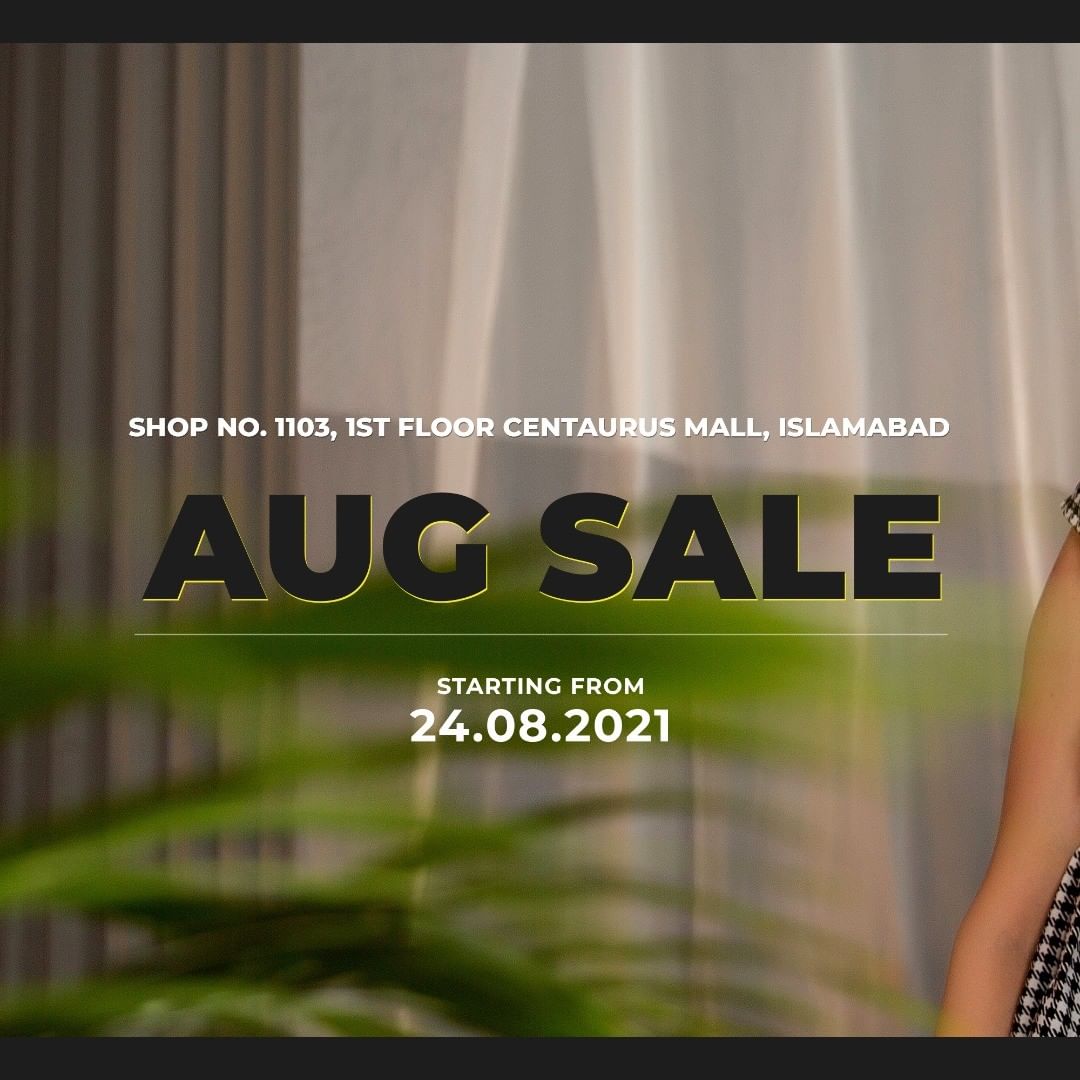 SHOP NO. 1103, 1ST FLOOR CENTAURUS MALL, ISLAMABAD
AUG SALE
STARTING FROM
24.08.2021